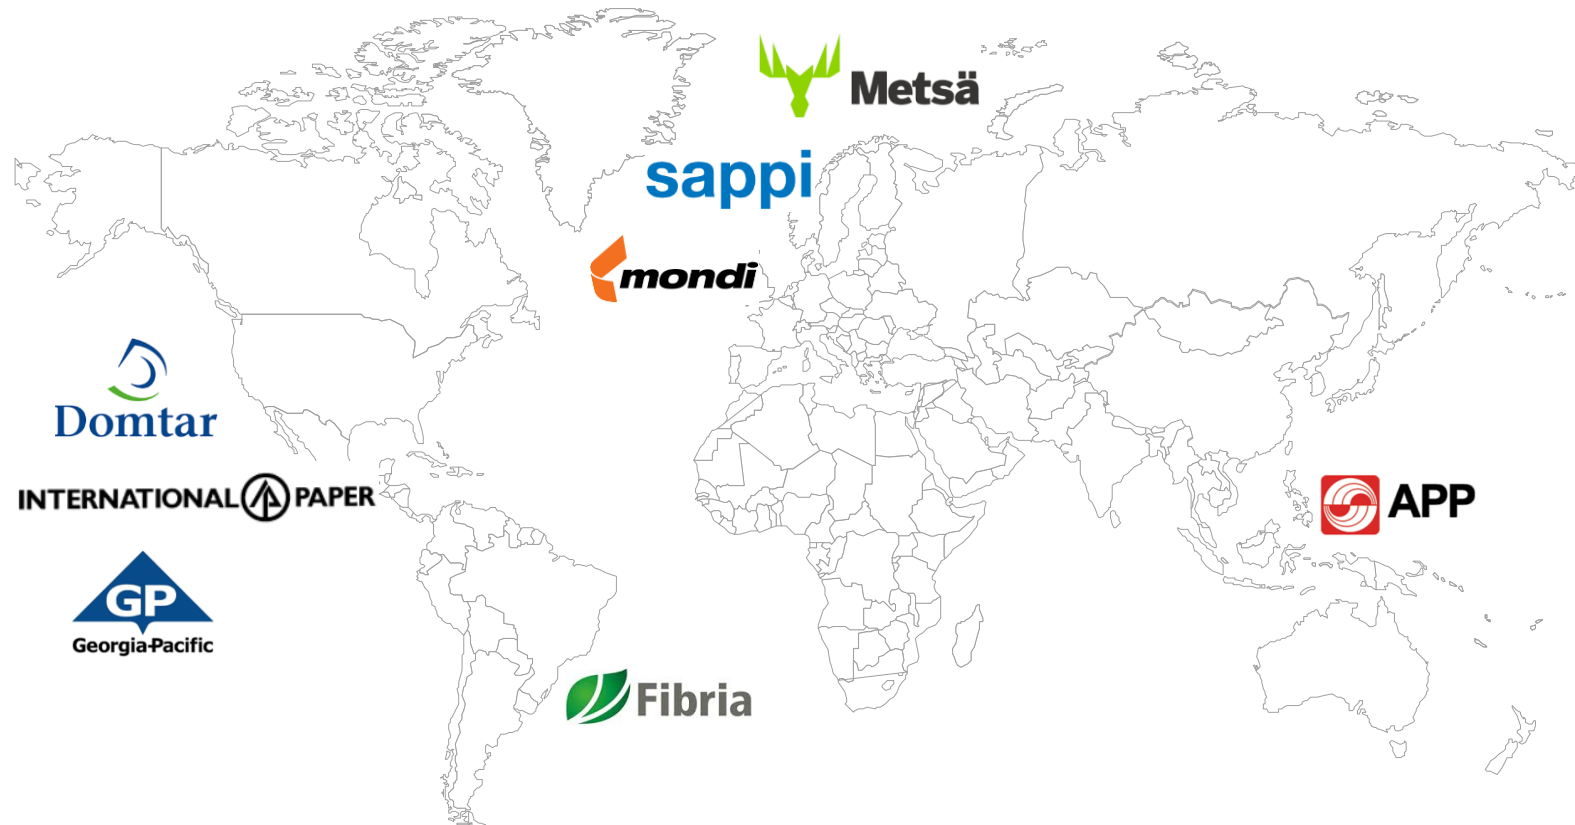 Metsä
sappi
mondi
Domtar
INTERNATIONAL PAPER
APP
GP
Georgia-Pacific
Fibria